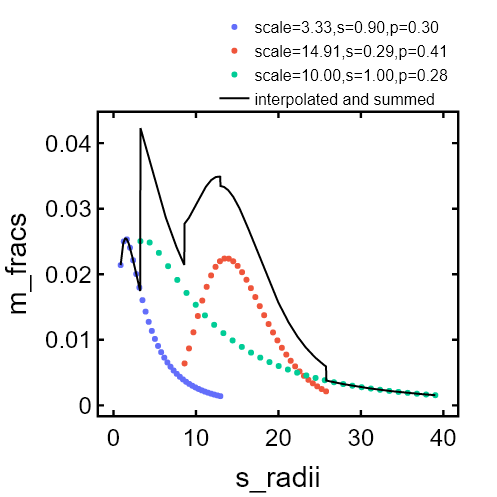 scale=3.33,s=0.90,p=0.30
scale=14.91,s=0.29,p=0.41
scale=10.00,s=1.00,p=0.28
interpolated and summed
0.04
0.03
0.02
0.01
0
m_fracs
0 10 20 30 40
s_radii